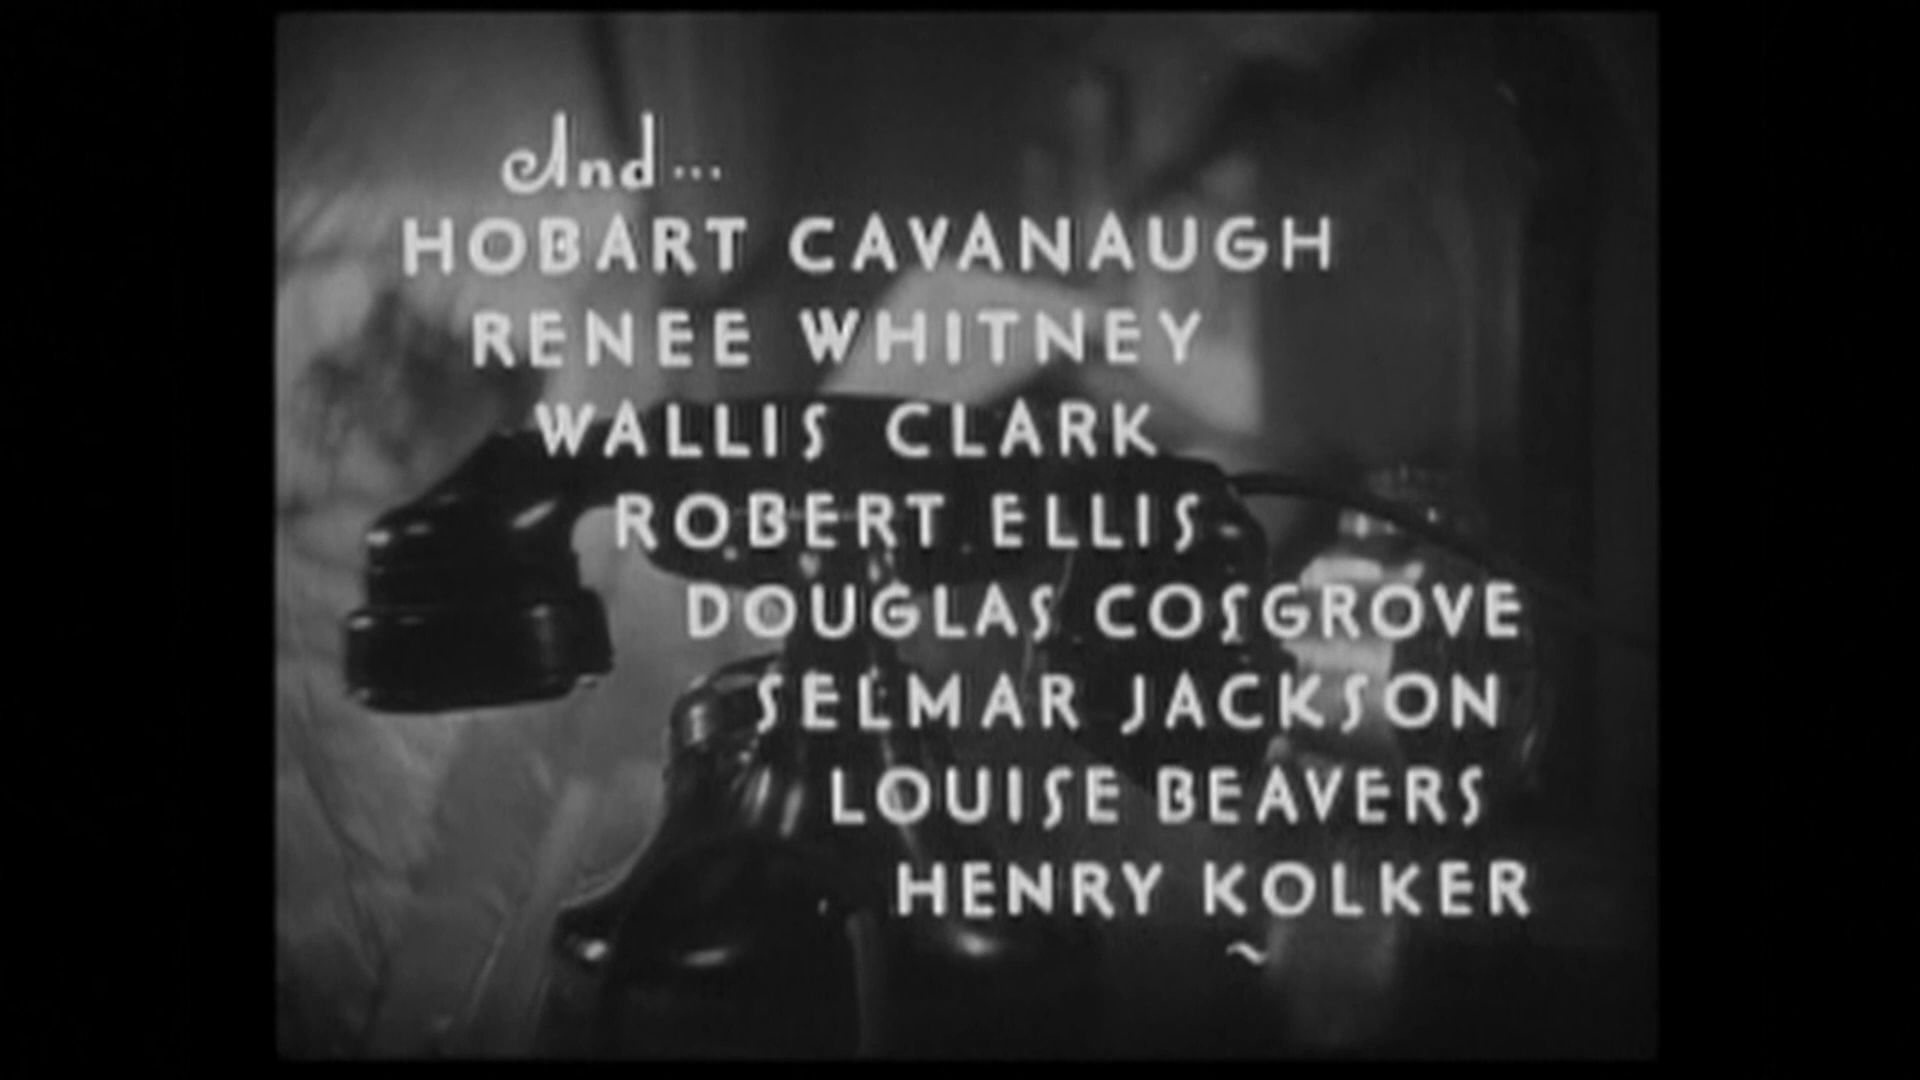 And...
HOBART CAVANAUGH
RENEE WHITNEY
WALLIS CLARK
ROBERT ELLIS
DOUGLAS COSGROVE
SELMAR JACKSON
LOUISE BEAVERS
HENRY KOLKER
~